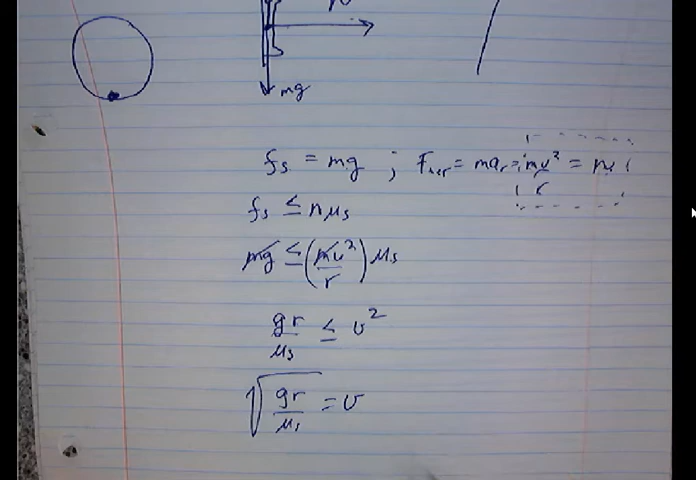 mg
fs = mg ; Fnet = mar = mv²/r = n
fs ≤ nμs
mg ≤ (mv²/r) μs
gr/μs ≤ v²
√(gr/μs) = v